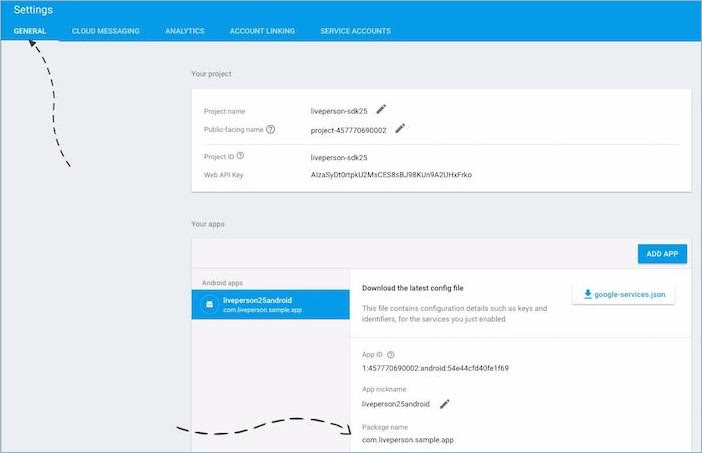 Settings
GENERAL CLOUD MESSAGING ANALYTICS ACCOUNT LINKING SERVICE ACCOUNTS
Your project
Project name liveperson-sdk25
Public-facing name project-457770690002
Project ID liveperson-sdk25
Web API Key AIzaSyDt0rtpkU2MsCES8sBJ98KUn9A2UHxFrko
Your apps
ADD APP
Android apps
liveperson25android
com.liveperson.sample.app
Download the latest config file
google-services.json
This file contains configuration details such as keys and
identifiers, for the services you just enabled.
App ID
1:457770690002:android:54e44cfd40fe1f69
App nickname
liveperson25android
Package name
com.liveperson.sample.app